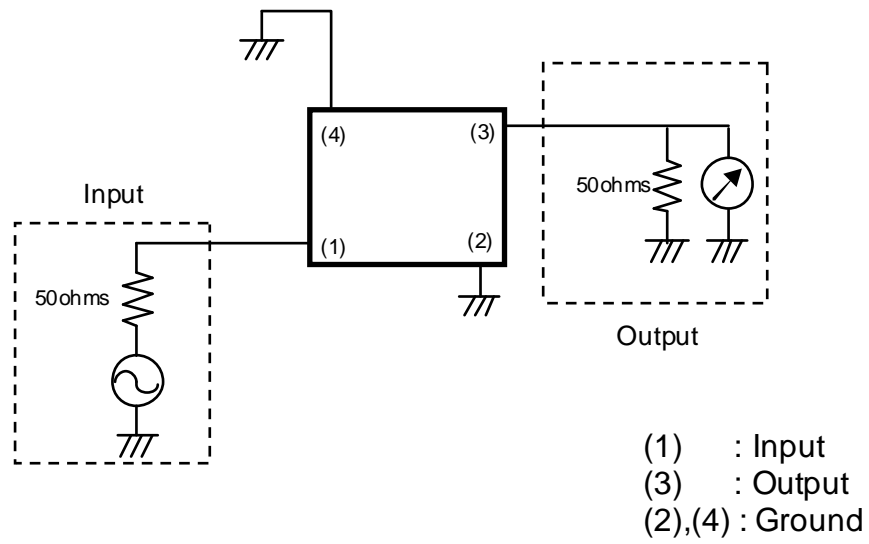 (4)
(3)
50ohms
Input
(1)
(2)
50ohms
Output
(1) : Input
(3) : Output
(2),(4) : Ground